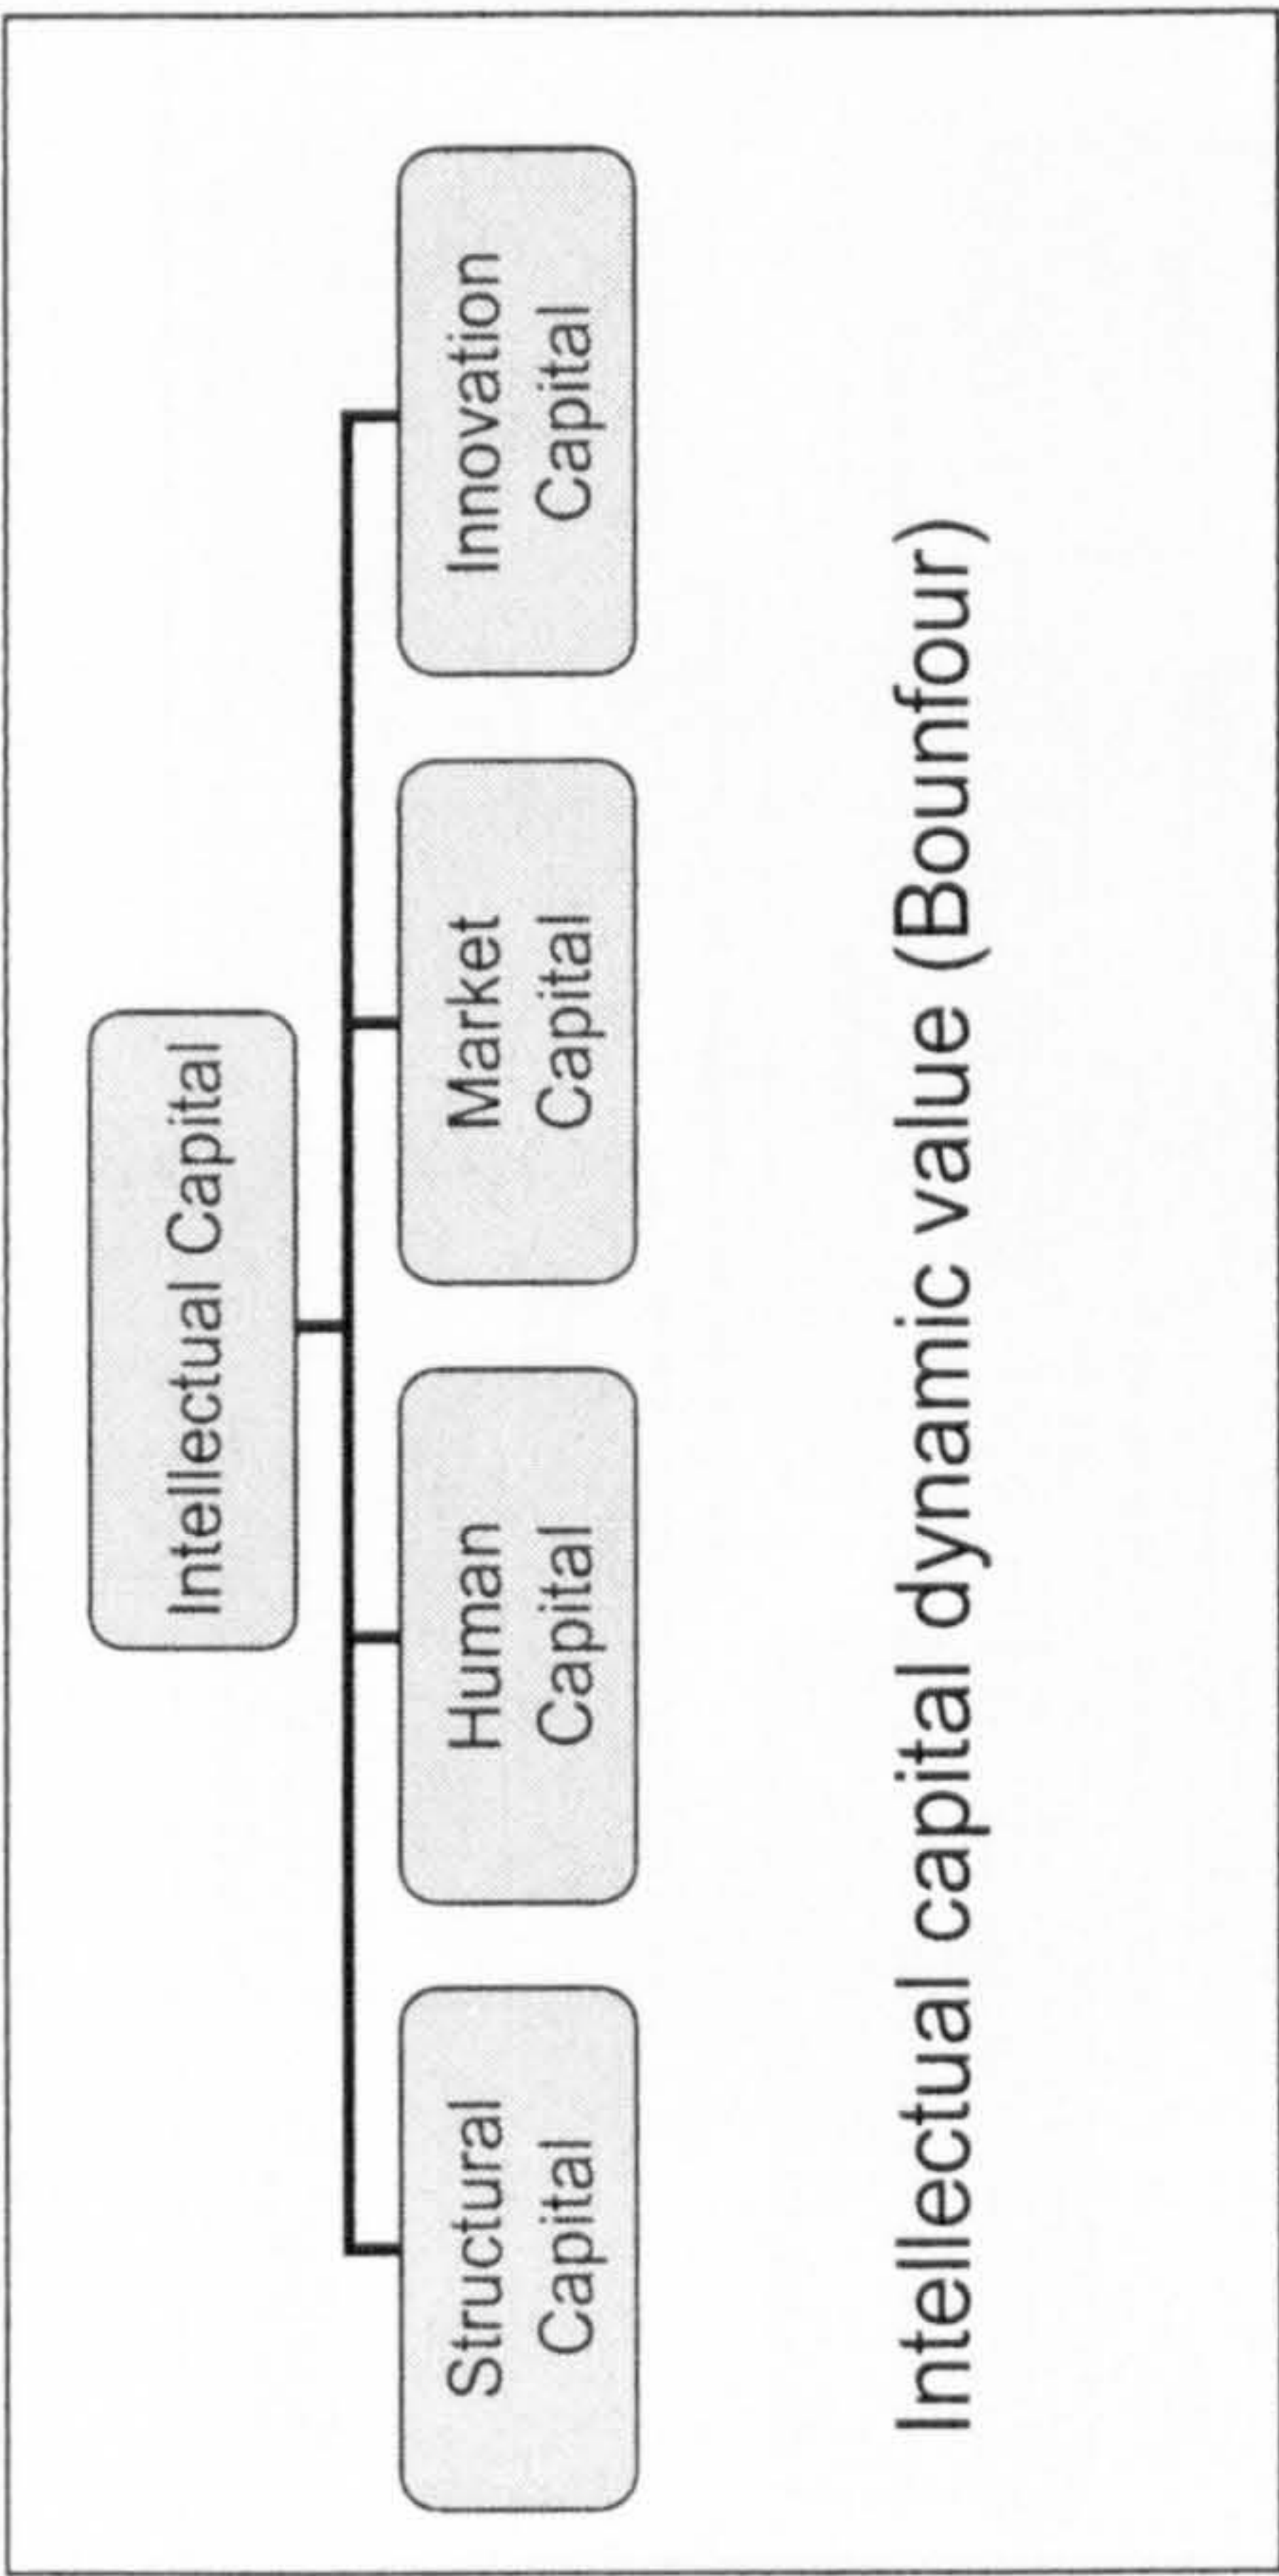 Intellectual Capital
Structural
Capital
Human
Capital
Market
Capital
Innovation
Capital
Intellectual capital dynamic value (Bounfour)